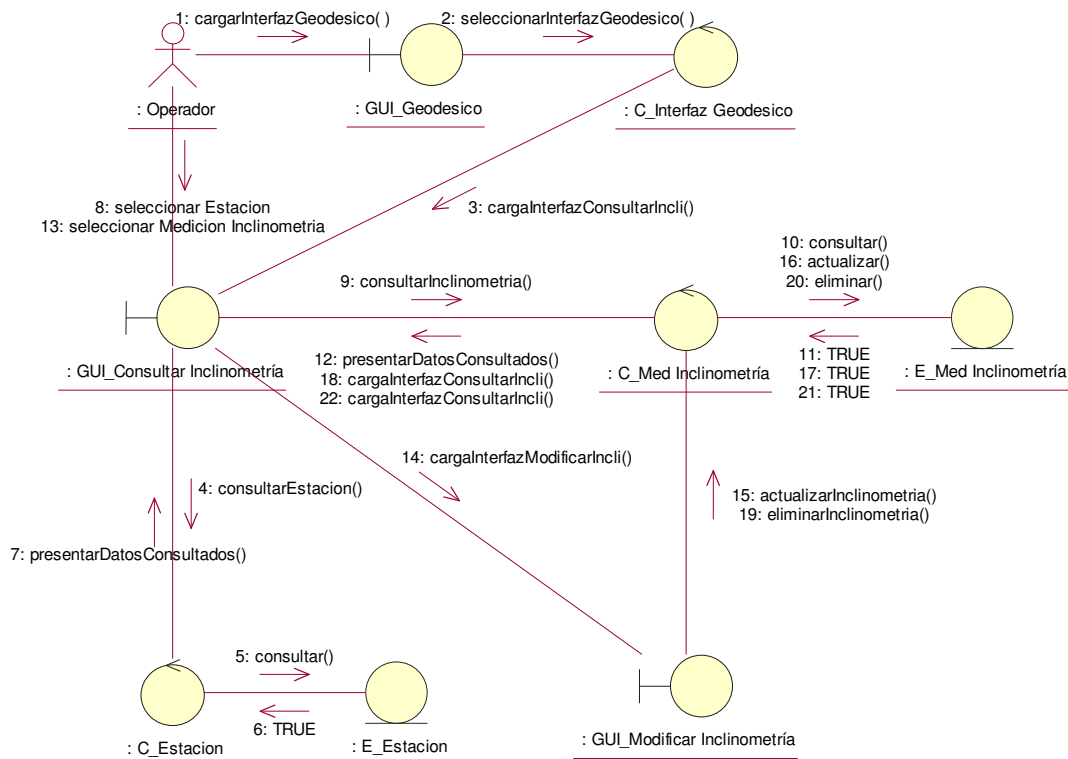 1: cargarInterfazGeodesico( )
2: seleccionarInterfazGeodesico( )
: Operador
: GUI_Geodesico
: C_Interfaz Geodesico
8: seleccionar Estacion
13: seleccionar Medicion Inclinometria
3: cargaInterfazConsultarIncli()
10: consultar()
16: actualizar()
20: eliminar()
9: consultarInclinometria()
: GUI_Consultar Inclinometría
12: presentarDatosConsultados()
18: cargaInterfazConsultarIncli()
22: cargaInterfazConsultarIncli()
: C_Med Inclinometría
11: TRUE
17: TRUE
21: TRUE
: E_Med Inclinometría
14: cargaInterfazModificarIncli()
4: consultarEstacion()
15: actualizarInclinometria()
19: eliminarInclinometria()
7: presentarDatosConsultados()
5: consultar()
6: TRUE
: C_Estacion
: E_Estacion
: GUI_Modificar Inclinometría